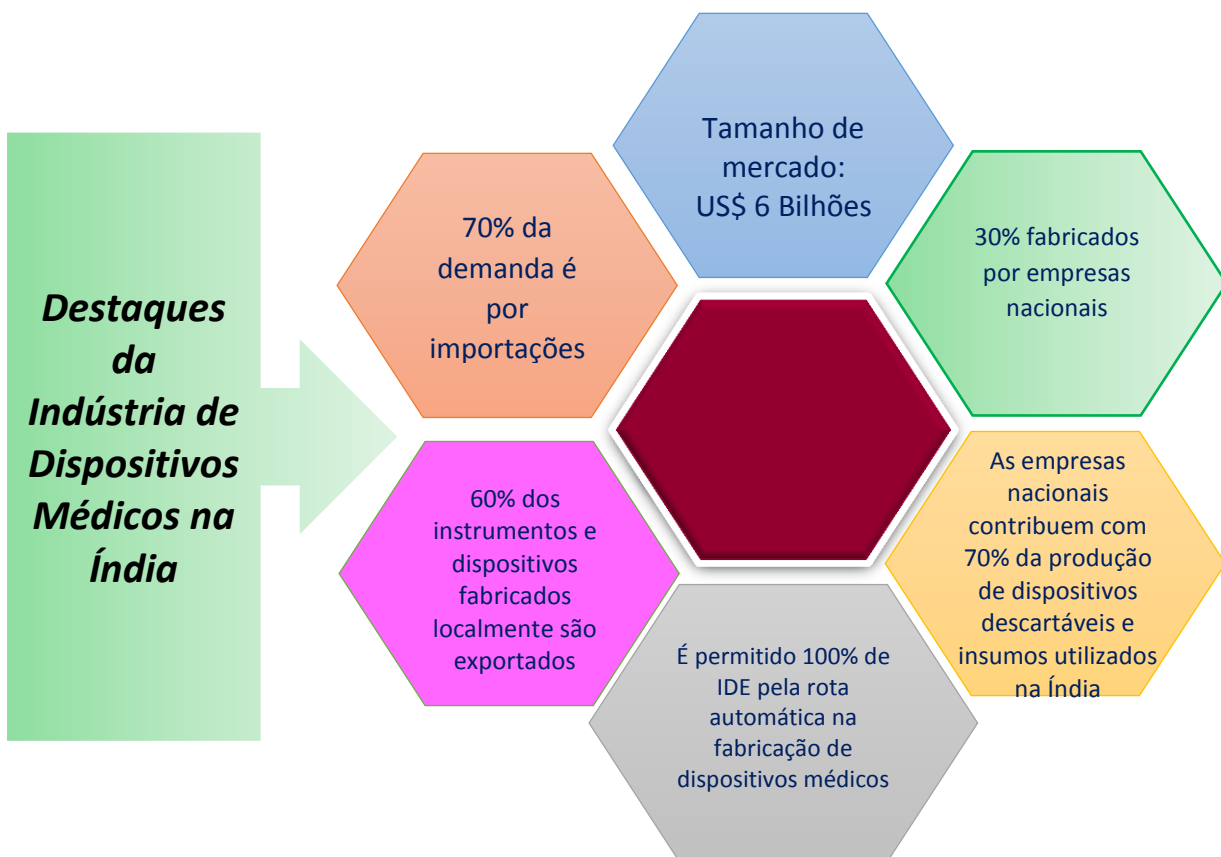 Destaques
da
Indústria de
Dispositivos
Médicos na
Índia
Tamanho de
mercado:
US$ 6 Bilhões
30% fabricados
por empresas
nacionais
As empresas
nacionais
contribuem com
70% da produção
de dispositivos
descartáveis e
insumos utilizados
na Índia
É permitido 100% de
IDE pela rota
automática na
fabricação de
dispositivos médicos
60% dos
instrumentos e
dispositivos
fabricados
localmente são
exportados
70% da
demanda é
por
importações